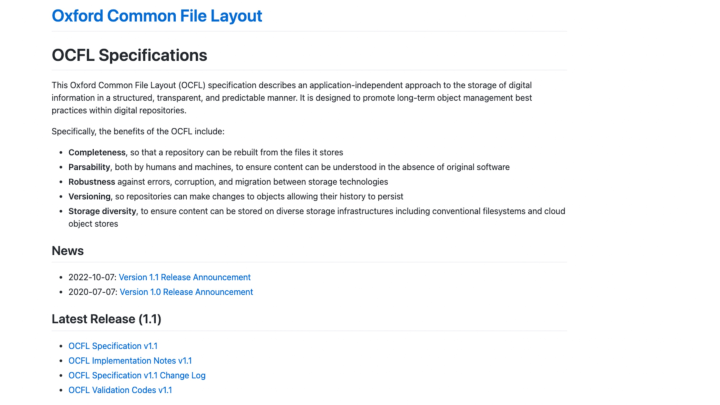 Oxford Common File Layout
OCFL Specifications
This Oxford Common File Layout (OCFL) specification describes an application-independent approach to the storage of digital
information in a structured, transparent, and predictable manner. It is designed to promote long-term object management best
practices within digital repositories.
Specifically, the benefits of the OCFL include:
• Completeness, so that a repository can be rebuilt from the files it stores
• Parsability, both by humans and machines, to ensure content can be understood in the absence of original software
• Robustness against errors, corruption, and migration between storage technologies
• Versioning, so repositories can make changes to objects allowing their history to persist
• Storage diversity, to ensure content can be stored on diverse storage infrastructures including conventional filesystems and cloud
object stores
News
• 2022-10-07: Version 1.1 Release Announcement
• 2020-07-07: Version 1.0 Release Announcement
Latest Release (1.1)
• OCFL Specification v1.1
• OCFL Implementation Notes v1.1
• OCFL Specification v1.1 Change Log
• OCFL Validation Codes v1.1